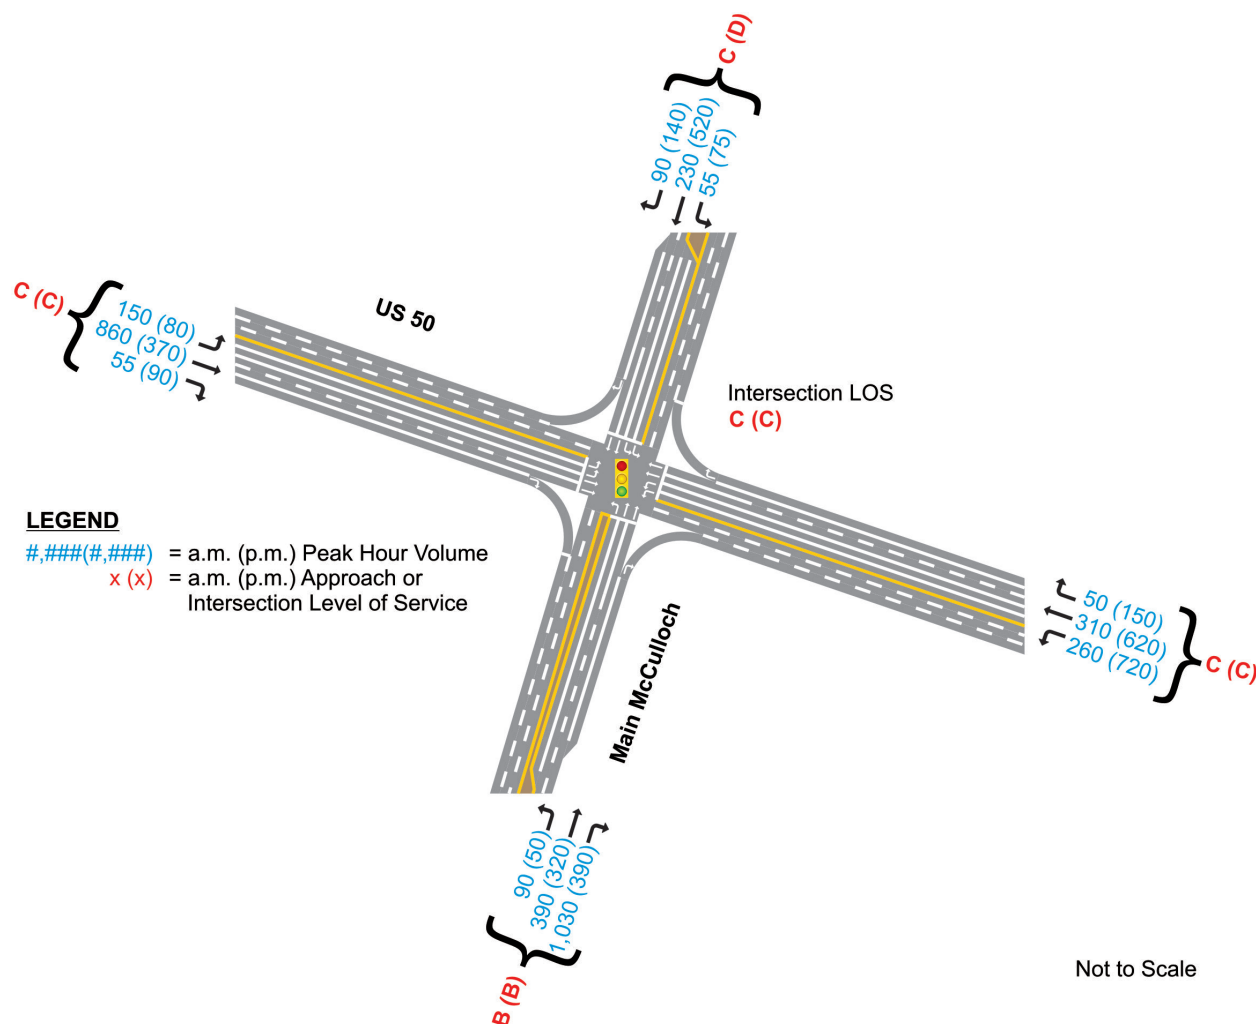 C (D)
90 (140)
230 (520)
55 (75)
C (C)
150 (80)
860 (370)
55 (90)
US 50
Intersection LOS
C (C)
LEGEND
#,###(#,###) = a.m. (p.m.) Peak Hour Volume
x (x) = a.m. (p.m.) Approach or
Intersection Level of Service
50 (150)
310 (620)
260 (720)
C (C)
Main McCulloch
90 (50)
390 (320)
1,030 (390)
B (B)
Not to Scale